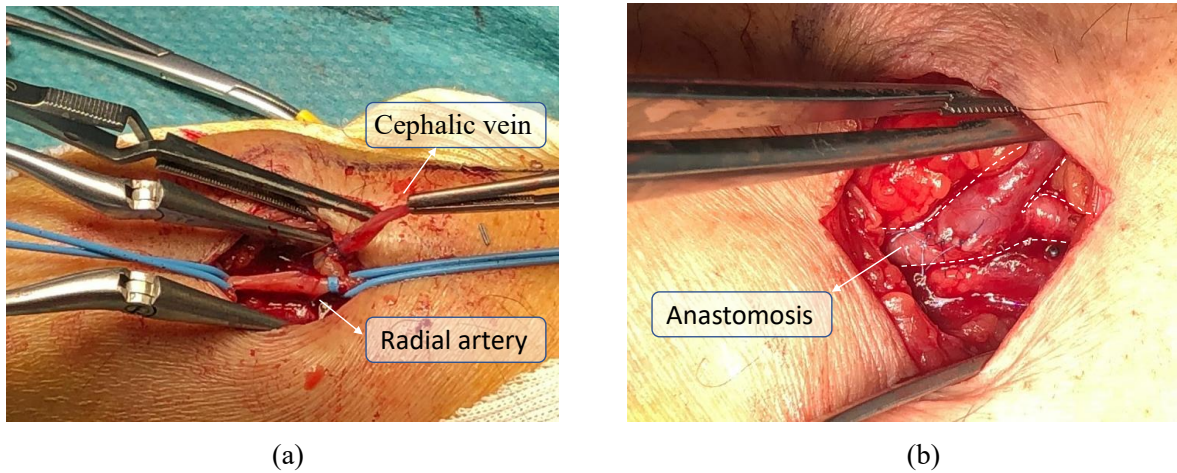 Cephalic vein
Radial artery
Anastomosis
(a)
(b)